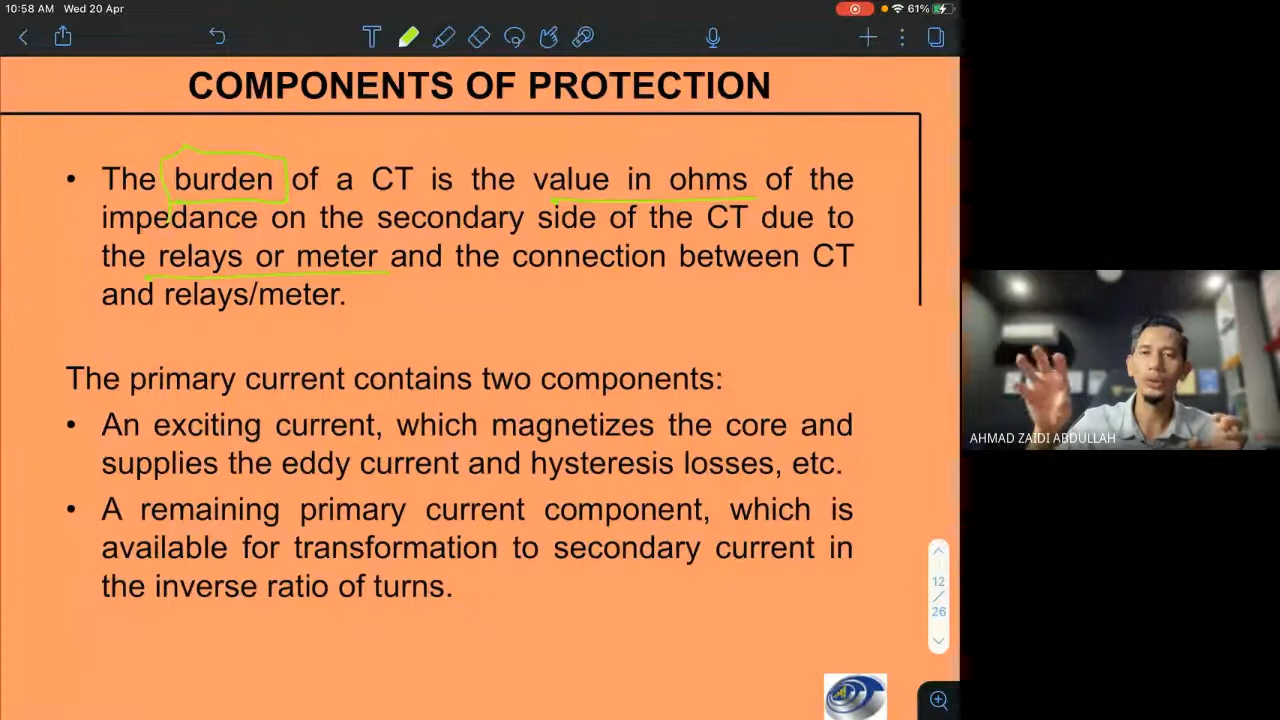 10:58 AM Wed 20 Apr
61%
COMPONENTS OF PROTECTION
• The burden of a CT is the value in ohms of the
impedance on the secondary side of the CT due to
the relays or meter and the connection between CT
and relays/meter.
The primary current contains two components:
• An exciting current, which magnetizes the core and
supplies the eddy current and hysteresis losses, etc.
• A remaining primary current component, which is
available for transformation to secondary current in
the inverse ratio of turns.
12
/
26
AHMAD ZAIDI ABDULLAH